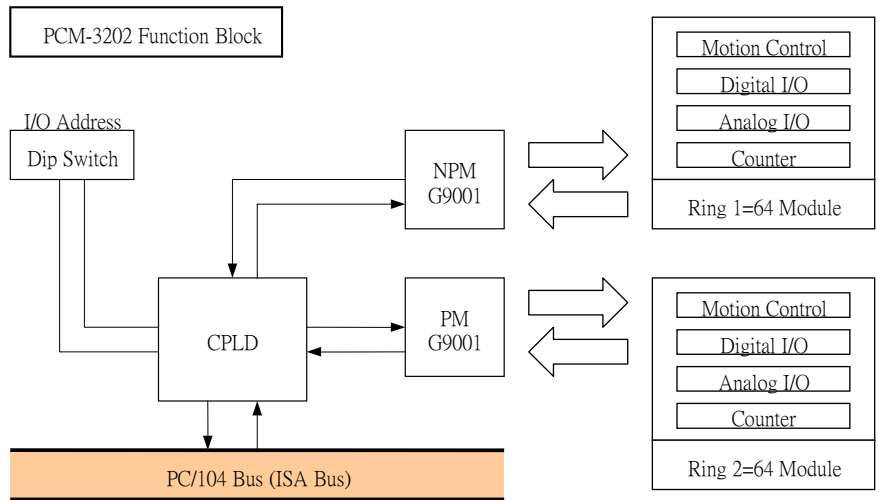 PCM-3202 Function Block
I/O Address
Dip Switch
NPM
G9001
Motion Control
Digital I/O
Analog I/O
Counter
Ring 1=64 Module
CPLD
PM
G9001
Motion Control
Digital I/O
Analog I/O
Counter
Ring 2=64 Module
PC/104 Bus (ISA Bus)